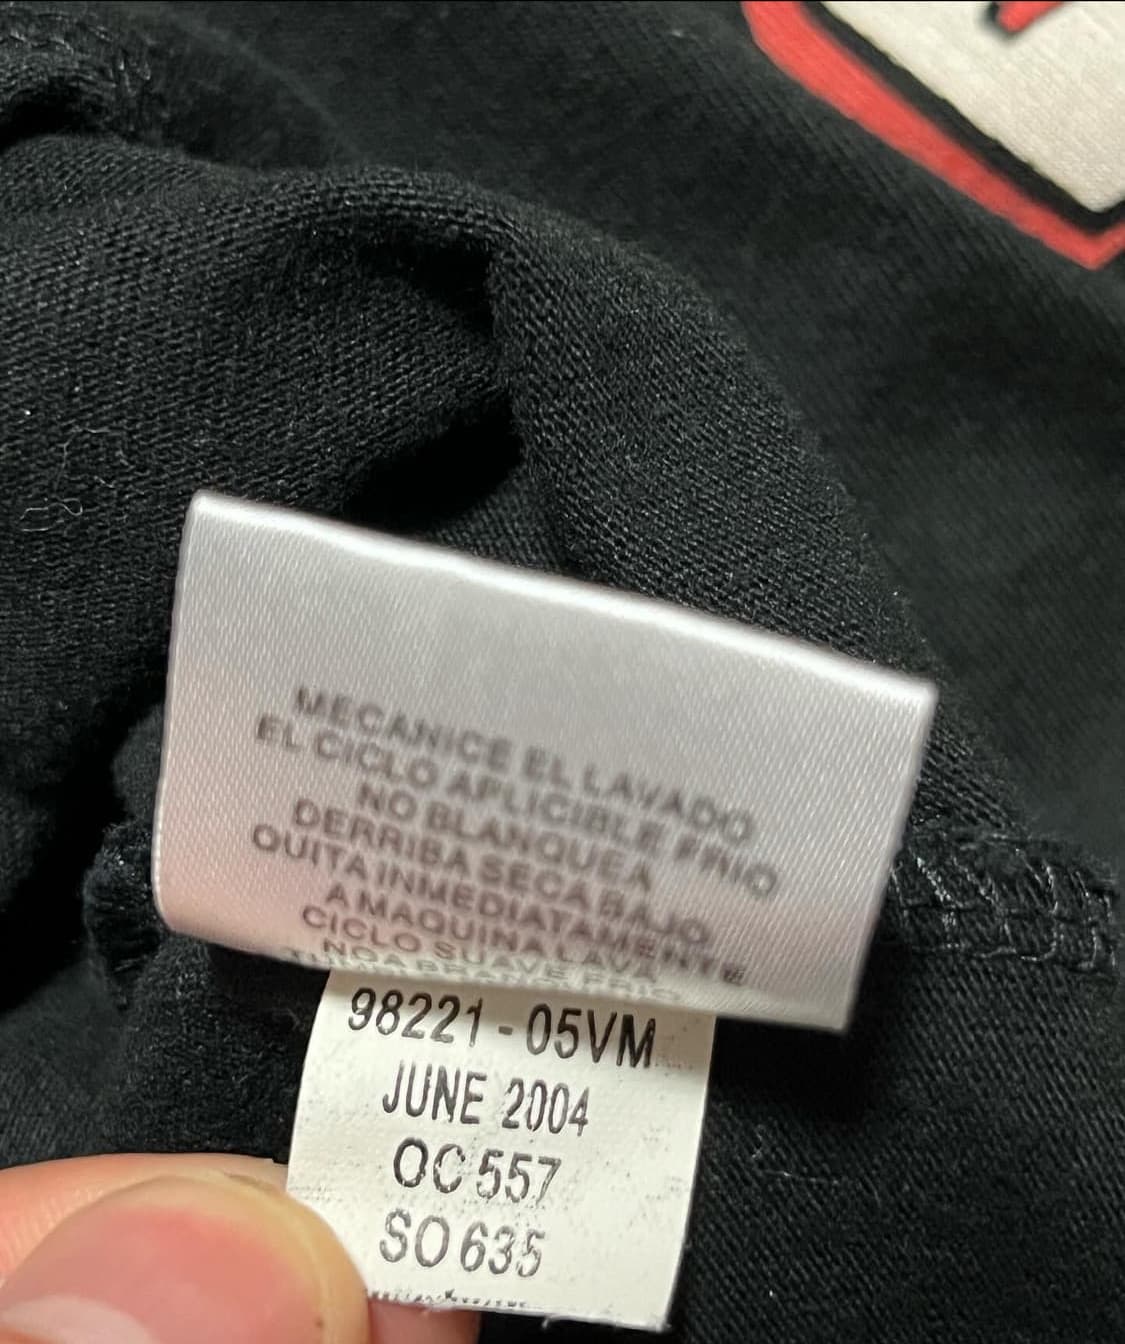 MECANICE EL LAVADO
EL CICLO APLICIBLE FRIO
NO BLANQUEA
DERRIBA SECA BAJO,
QUITA INMEDIATAMENTE
A MAQUINA LAVA
CICLO SUAVE FRIO
98221-05VM
JUNE 2004
OC 557
SO 635